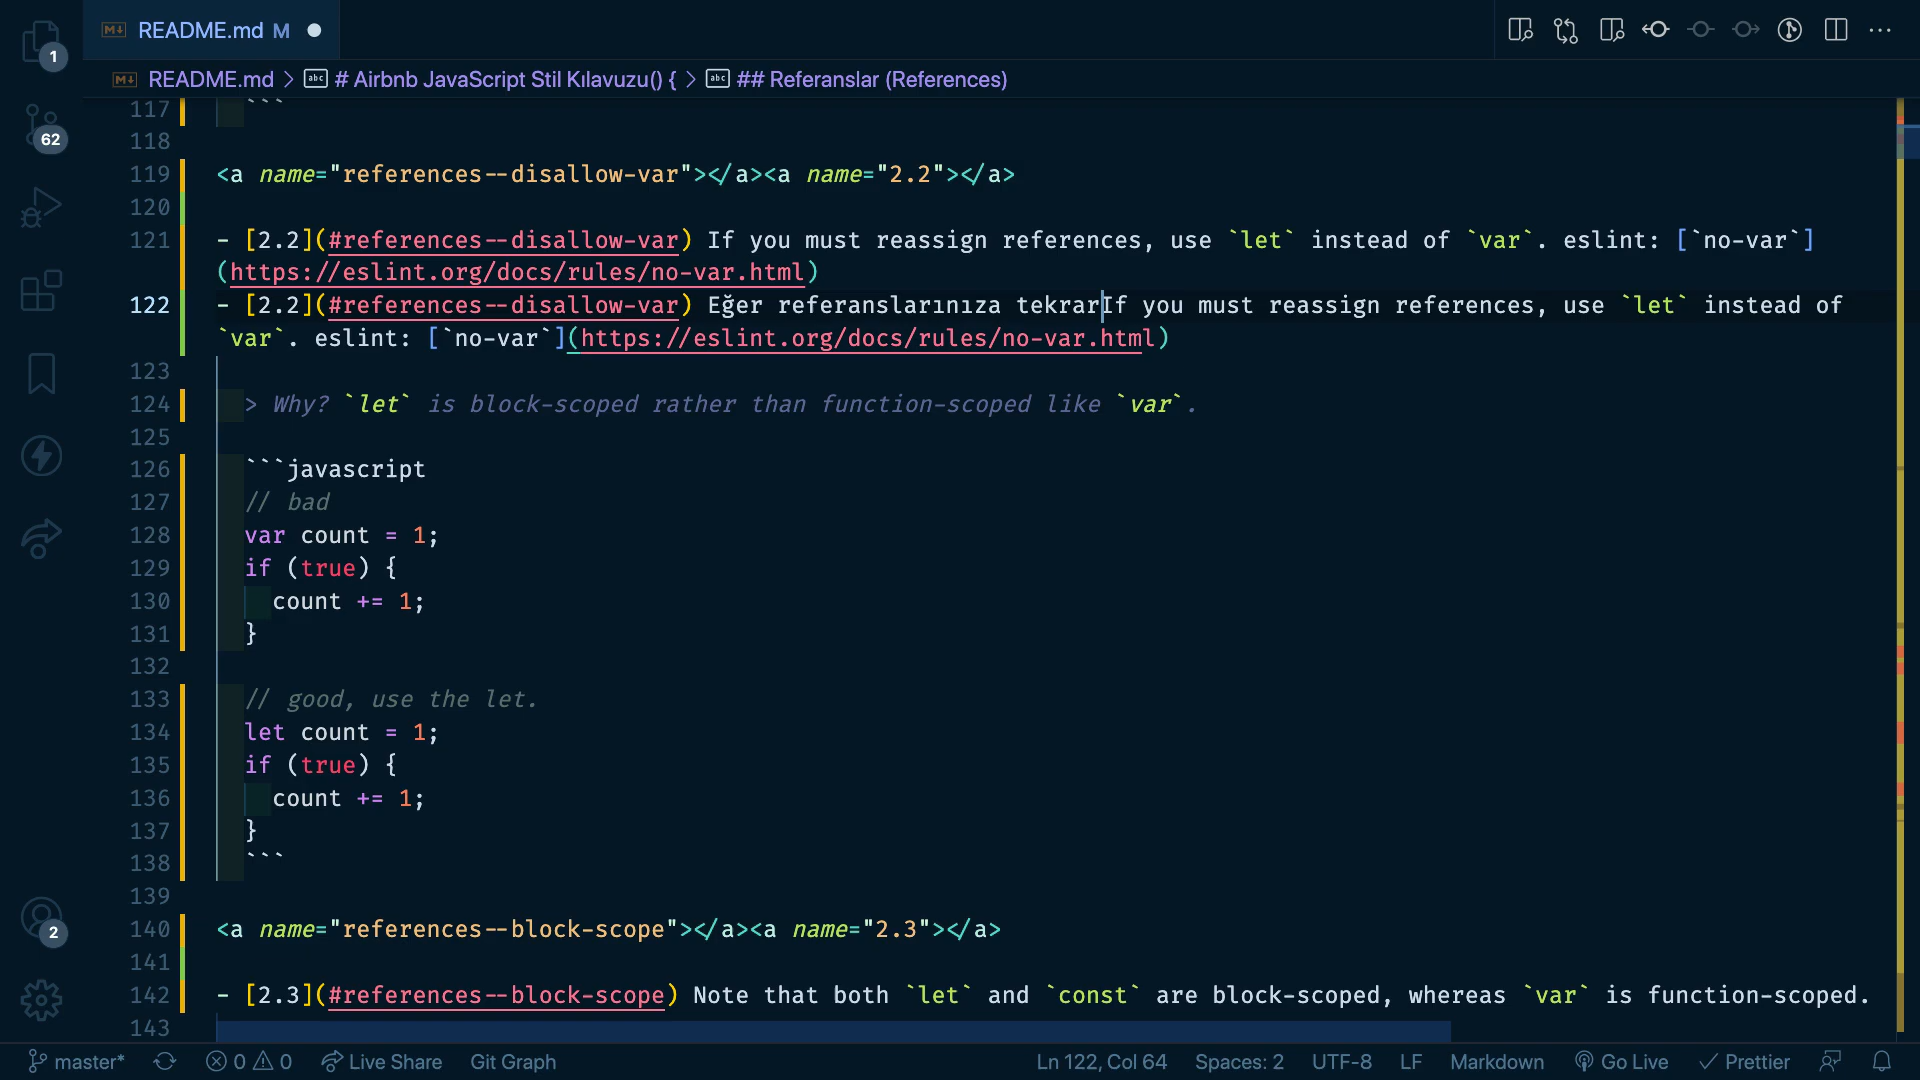 README.md M
README.md > # Airbnb JavaScript Stil Kılavuzu() { > ## Referanslar (References)
1
62
2
117 ```
118
119 <a name="references--disallow-var"></a><a name="2.2"></a>
120
121 - [2.2](#references--disallow-var) If you must reassign references, use `let` instead of `var`. eslint: [`no-var`]
(https://eslint.org/docs/rules/no-var.html)
122 - [2.2](#references--disallow-var) Eğer referanslarınıza tekrarIf you must reassign references, use `let` instead of
`var`. eslint: [`no-var`](https://eslint.org/docs/rules/no-var.html)
123
124 > Why? `let` is block-scoped rather than function-scoped like `var`.
125
126 ```javascript
127 // bad
128 var count = 1;
129 if (true) {
130 count += 1;
131 }
132
133 // good, use the let.
134 let count = 1;
135 if (true) {
136 count += 1;
137 }
138 ```
139
140 <a name="references--block-scope"></a><a name="2.3"></a>
141
142 - [2.3](#references--block-scope) Note that both `let` and `const` are block-scoped, whereas `var` is function-scoped.
143
master* 0 0 Live Share Git Graph Ln 122, Col 64 Spaces: 2 UTF-8 LF Markdown Go Live Prettier